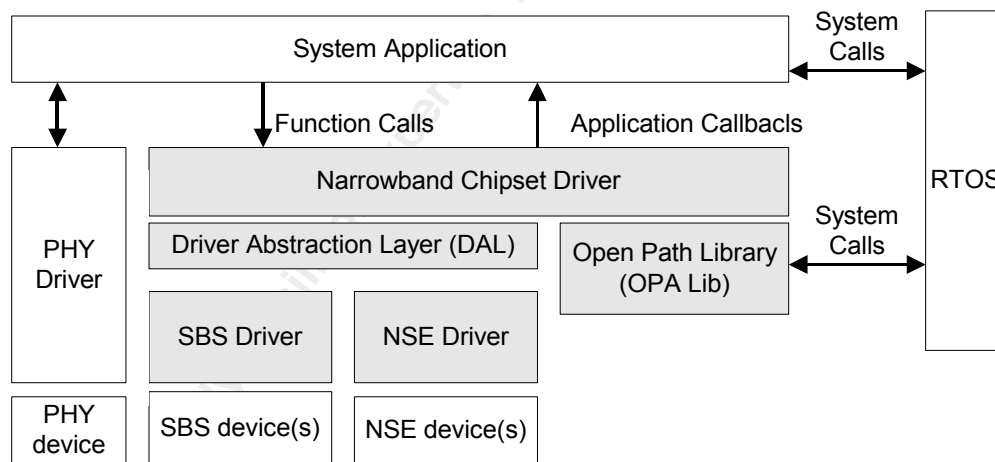 System Application
System
Calls
Function Calls
Application Callbacls
Narrowband Chipset Driver
RTOS
Driver Abstraction Layer (DAL)
System
Calls
PHY
Driver
Open Path Library
(OPA Lib)
SBS Driver
NSE Driver
PHY
device
SBS device(s)
NSE device(s)